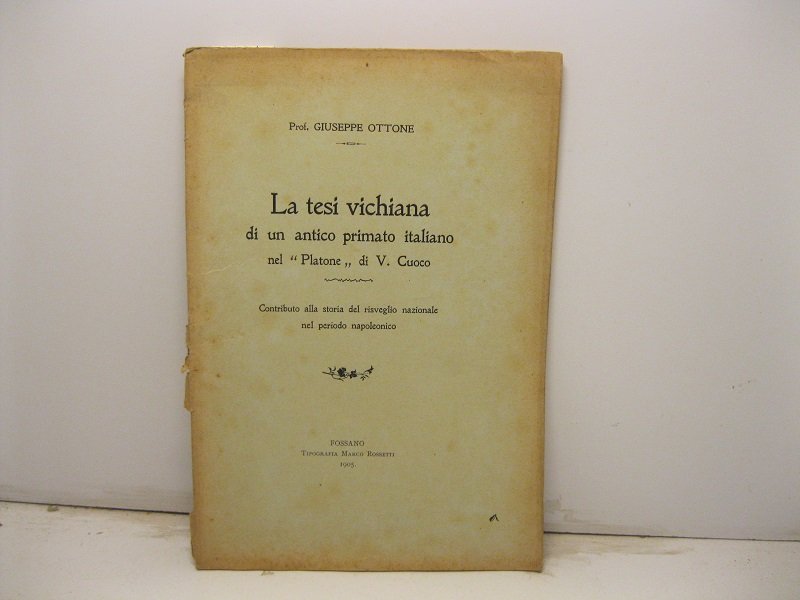 Prof. GIUSEPPE OTTONE
La tesi vichiana
di un antico primato italiano
nel “ Platone „ di V. Cuoco
Contributo alla storia del risveglio nazionale
nel periodo napoleonico
FOSSANO
Tipografia Marco Rossetti
1905.